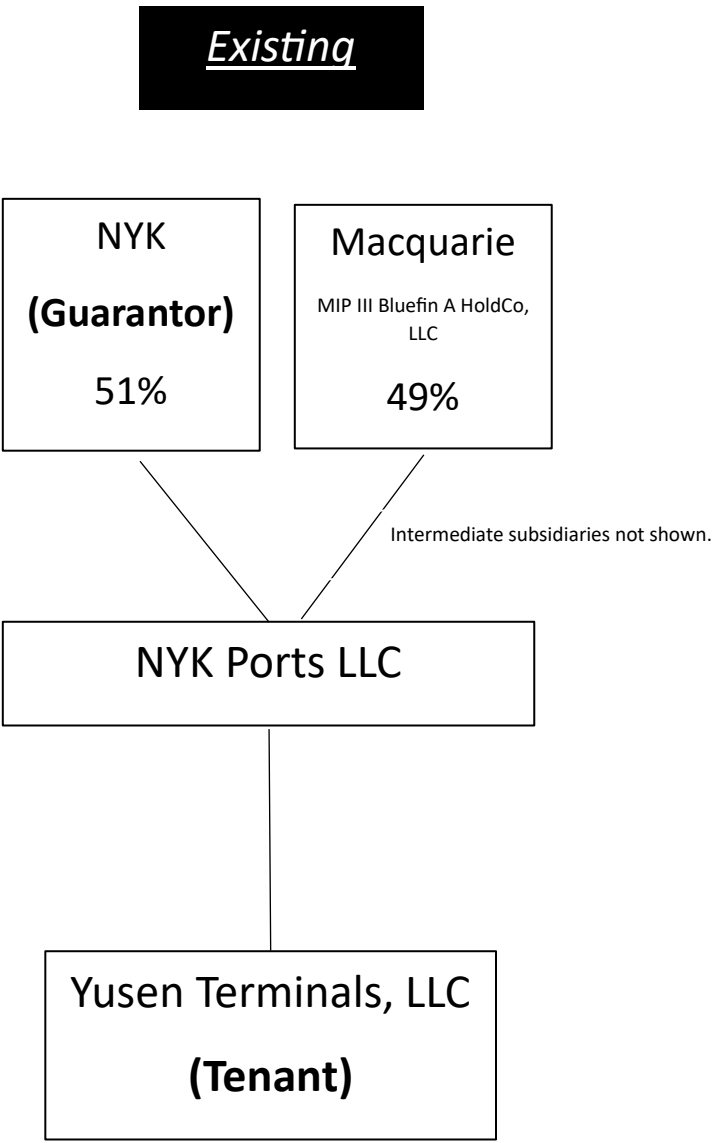 Existing
NYK
(Guarantor)
51%
Macquarie
MIP III Bluefin A HoldCo,
LLC
49%
Intermediate subsidiaries not shown.
NYK Ports LLC
Yusen Terminals, LLC
(Tenant)